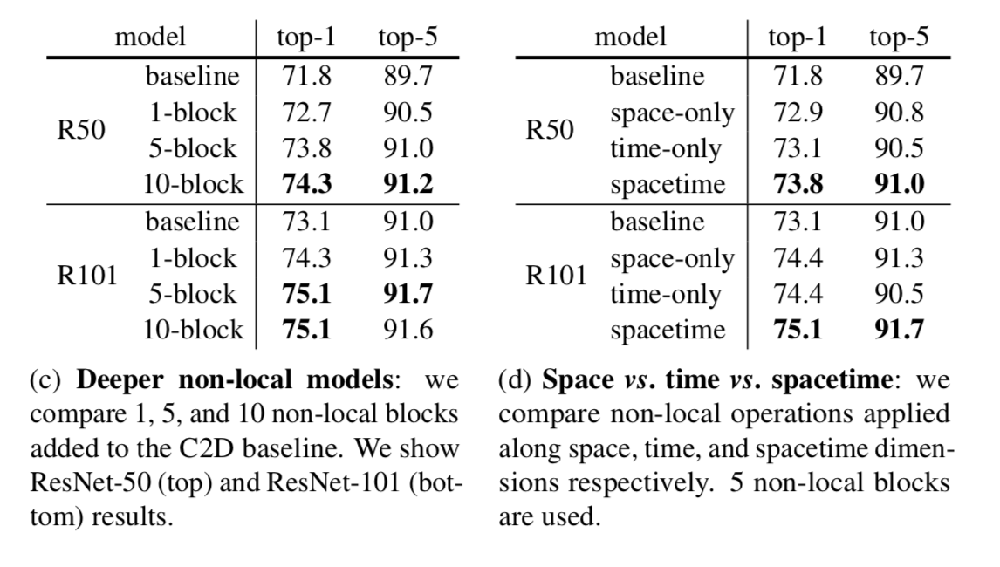 model top-1 top-5
R50
baseline 71.8 89.7
1-block 72.7 90.5
5-block 73.8 91.0
10-block 74.3 91.2
R101
baseline 73.1 91.0
1-block 74.3 91.3
5-block 75.1 91.7
10-block 75.1 91.6
(c) Deeper non-local models: we
compare 1, 5, and 10 non-local blocks
added to the C2D baseline. We show
ResNet-50 (top) and ResNet-101 (bot-
tom) results.
model top-1 top-5
R50
baseline 71.8 89.7
space-only 72.9 90.8
time-only 73.1 90.5
spacetime 73.8 91.0
R101
baseline 73.1 91.0
space-only 74.4 91.3
time-only 74.4 90.5
spacetime 75.1 91.7
(d) Space vs. time vs. spacetime: we
compare non-local operations applied
along space, time, and spacetime dimen-
sions respectively. 5 non-local blocks
are used.